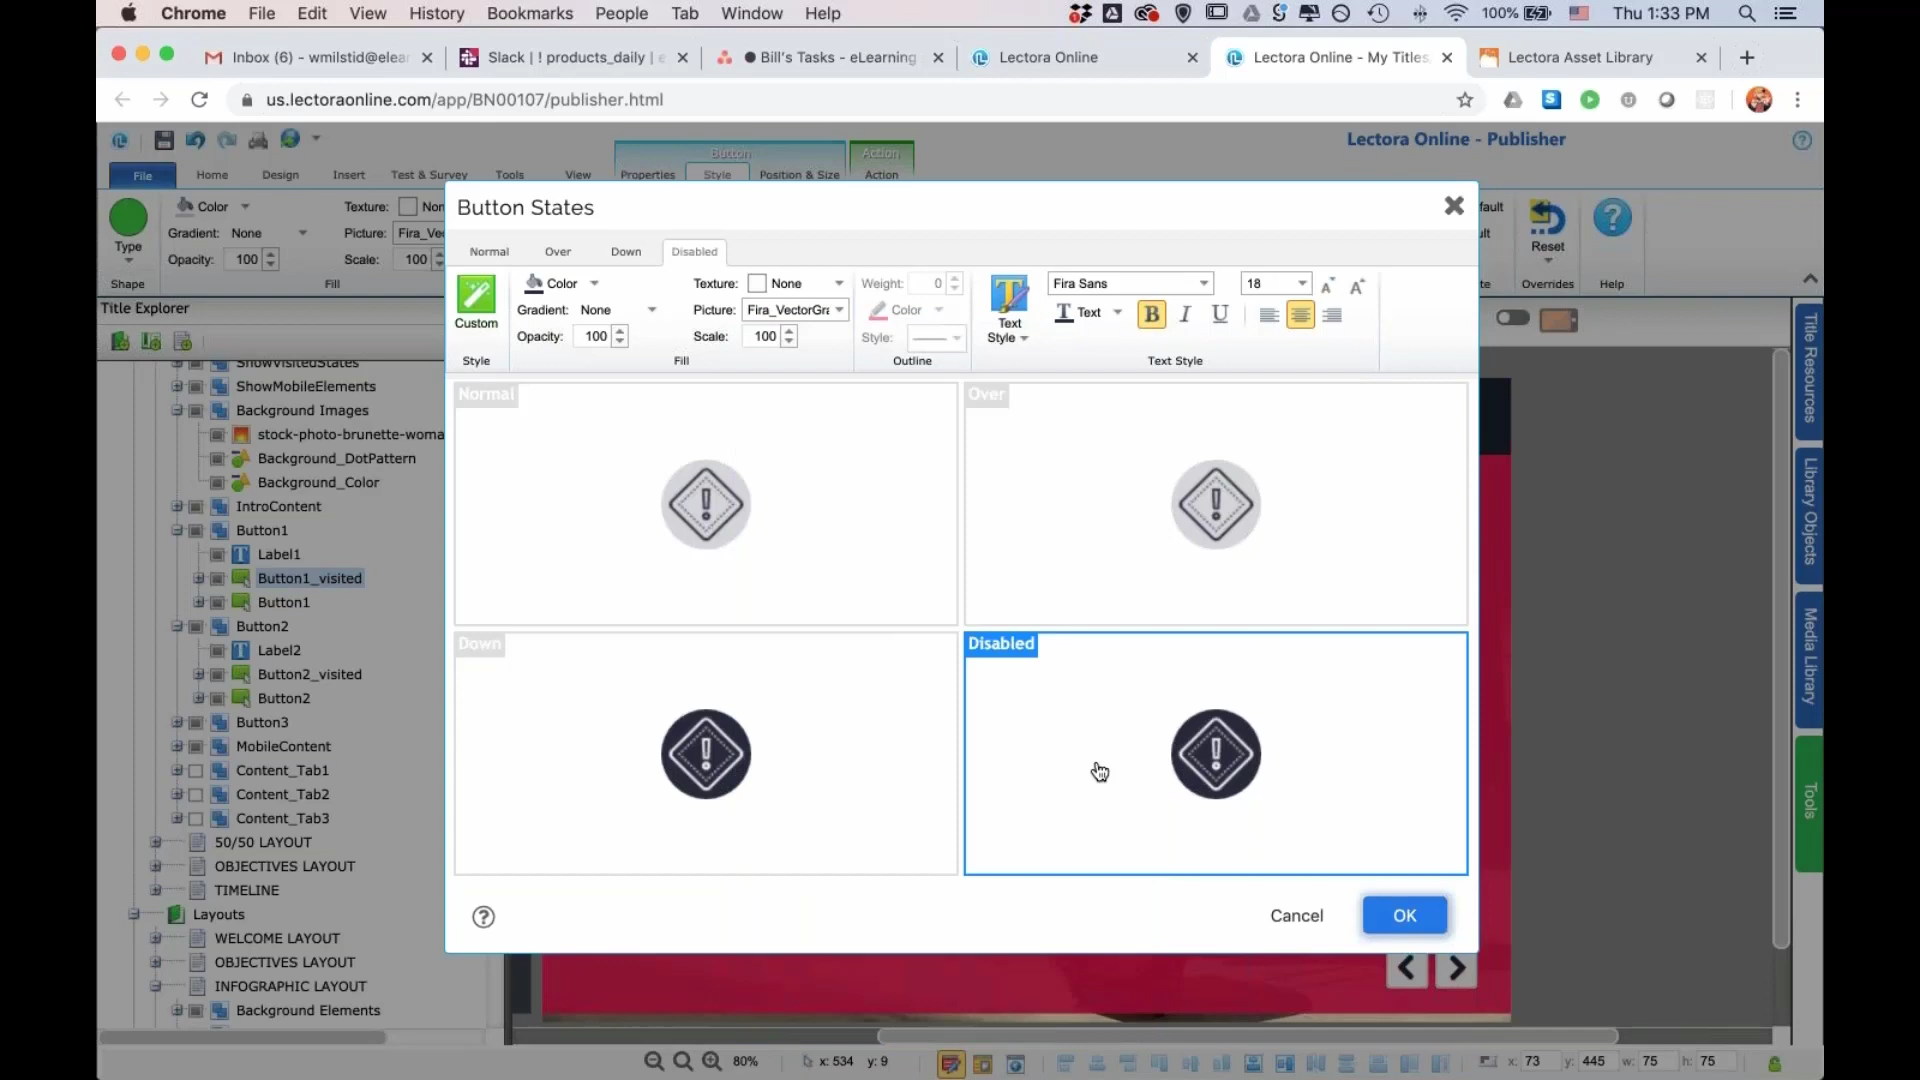 Chrome File Edit View History Bookmarks People Tab Window Help 100% Thu 1:33 PM
Inbox (6) - wmilstid@elear Slack | ! products_daily | e Bill's Tasks - eLearning Lectora Online Lectora Online - My Titles Lectora Asset Library
us.lectoraonline.com/app/BN00107/publisher.html
Button Action Lectora Online - Publisher
File Home Design Insert Test & Survey Tools View Properties Style Position & Size Action
Color Texture: Non
Type Gradient: None Picture: Fira_Ve Reset
Opacity: 100 Scale: 100
Shape Fill Overrides Help
Button States
Normal Over Down Disabled
Custom Color Texture: None Weight: 0 Text Style Fira Sans 18
Gradient: None Picture: Fira_VectorGra Color Text B I U
Opacity: 100 Scale: 100 Style:
Style Fill Outline Text Style
Normal Over
Down Disabled
Cancel OK
Title Explorer
ShowVisitedStates
ShowMobileElements
Background Images
stock-photo-brunette-woma
Background_DotPattern
Background_Color
IntroContent
Button1
Label1
Button1_visited
Button1
Button2
Label2
Button2_visited
Button2
Button3
MobileContent
Content_Tab1
Content_Tab2
Content_Tab3
50/50 LAYOUT
OBJECTIVES LAYOUT
TIMELINE
Layouts
WELCOME LAYOUT
OBJECTIVES LAYOUT
INFOGRAPHIC LAYOUT
Background Elements
Title Resources
Library Objects
Media Library
Tools
80% x: 534 y: 9 x: 73 y: 445 w: 75 h: 75